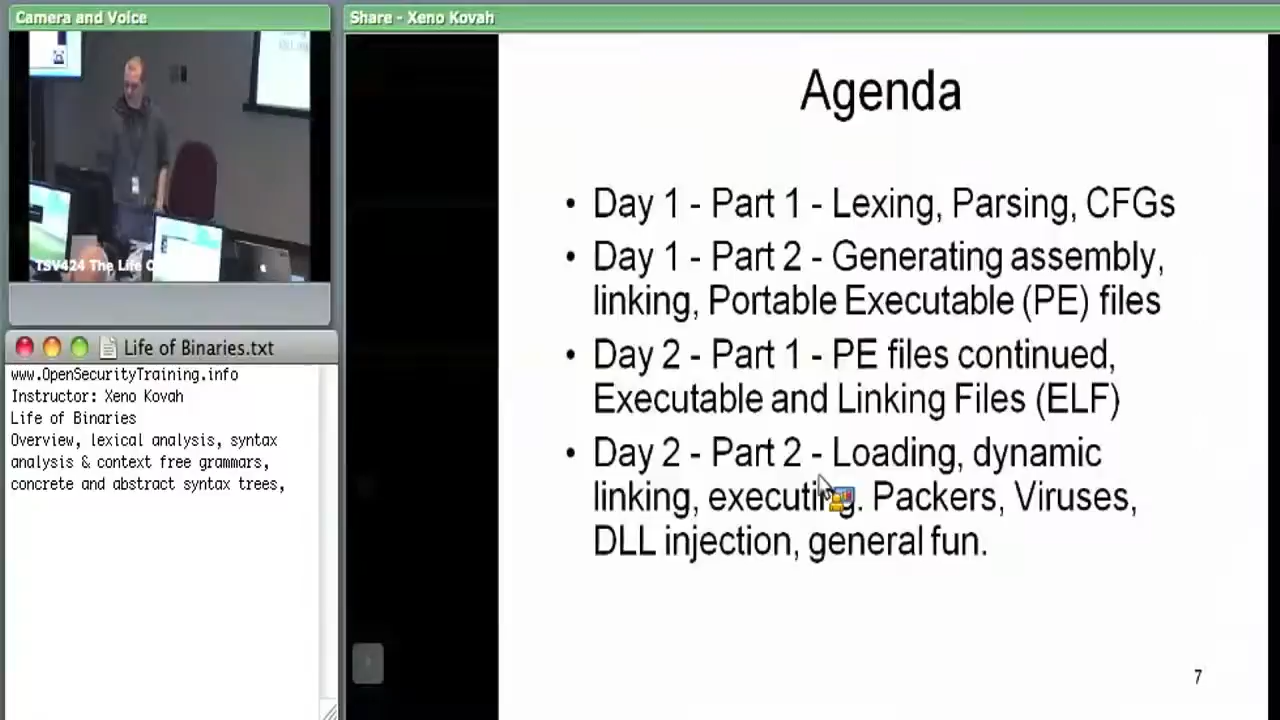 Camera and Voice
TSV424 The Life O
Life of Binaries.txt
www.OpenSecurityTraining.info
Instructor: Xeno Kovah
Life of Binaries
Overview, lexical analysis, syntax
analysis & context free grammars,
concrete and abstract syntax trees,
Share - Xeno Kovah
Agenda
• Day 1 - Part 1 - Lexing, Parsing, CFGs
• Day 1 - Part 2 - Generating assembly,
linking, Portable Executable (PE) files
• Day 2 - Part 1 - PE files continued,
Executable and Linking Files (ELF)
• Day 2 - Part 2 - Loading, dynamic
linking, executing. Packers, Viruses,
DLL injection, general fun.
7